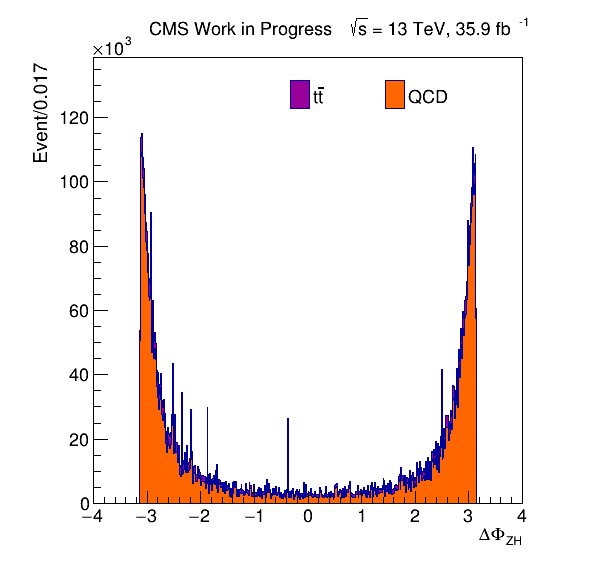 CMS Work in Progress √s = 13 TeV, 35.9 fb⁻¹
×10³
Event/0.017
tt̅ QCD
120
100
80
60
40
20
0
−4 −3 −2 −1 0 1 2 3 4
ΔΦ_ZH